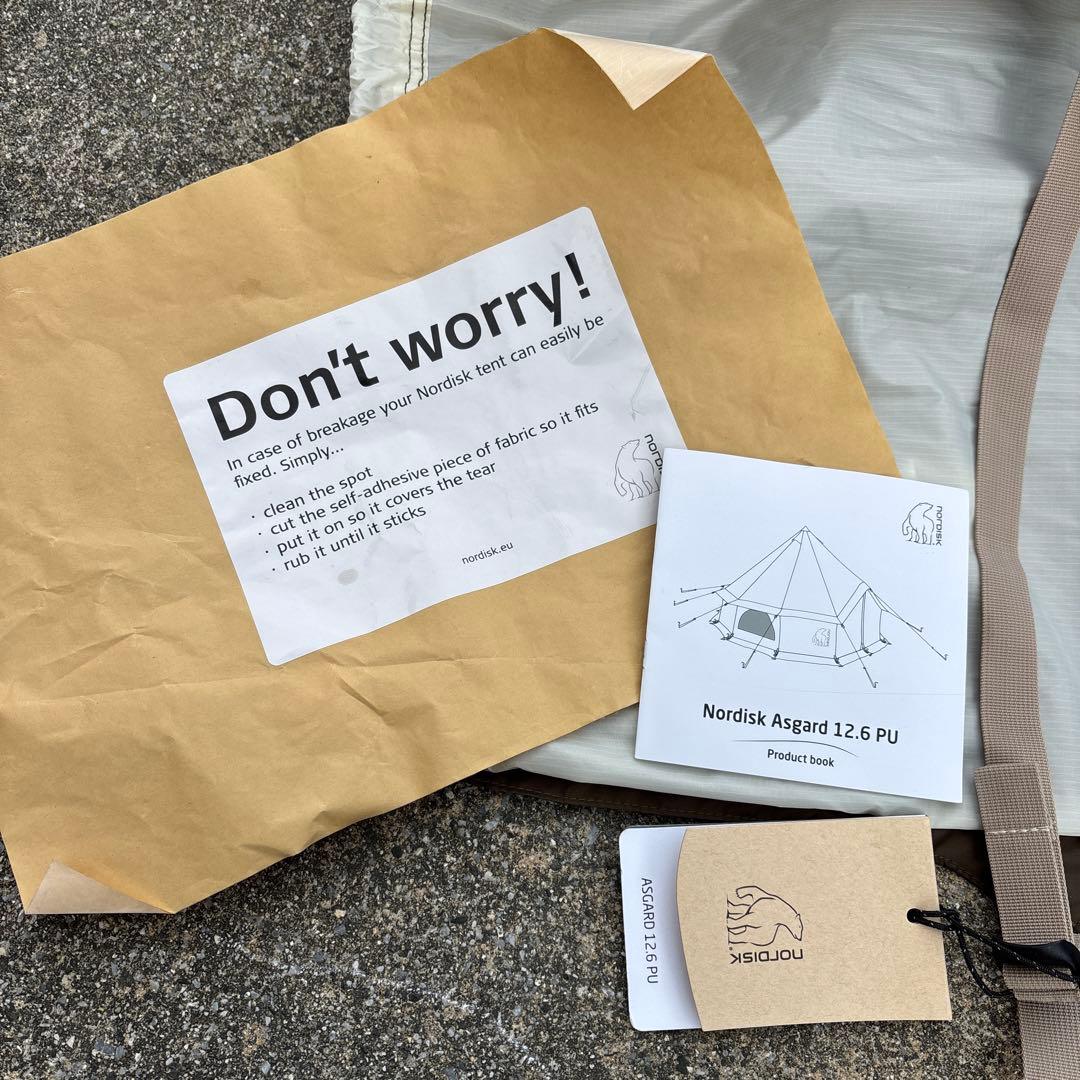 Don't worry!
In case of breakage your Nordisk tent can easily be
fixed. Simply...
· clean the spot
· cut the self-adhesive piece of fabric so it fits
· put it on so it covers the tear
· rub it until it sticks
nordisk.eu
NORDISK
Nordisk Asgard 12.6 PU
Product book
ASGARD 12.6 PU
NORDISK®